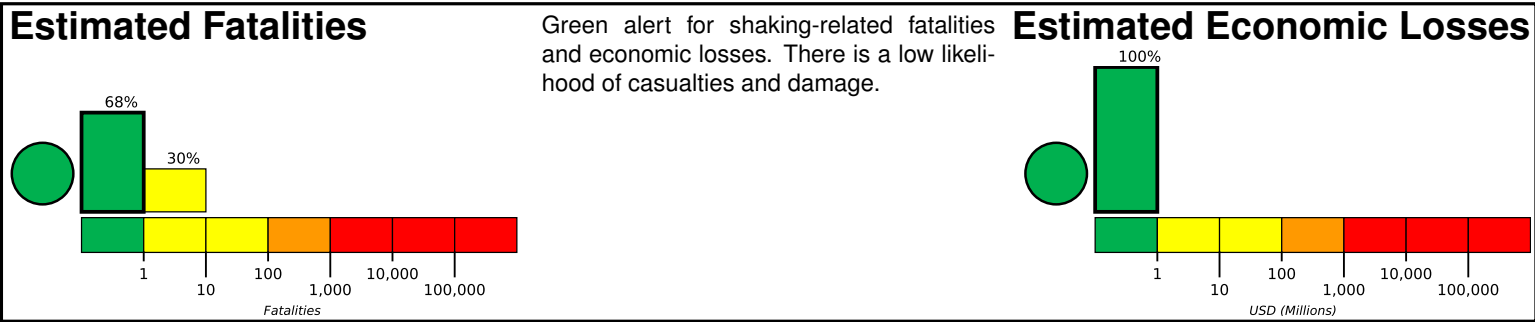 Estimated Fatalities
68%
30%
1
10
100
1,000
10,000
100,000
Fatalities
Green alert for shaking-related fatalities
and economic losses. There is a low likeli-
hood of casualties and damage.
Estimated Economic Losses
100%
1
10
100
1,000
10,000
100,000
USD (Millions)